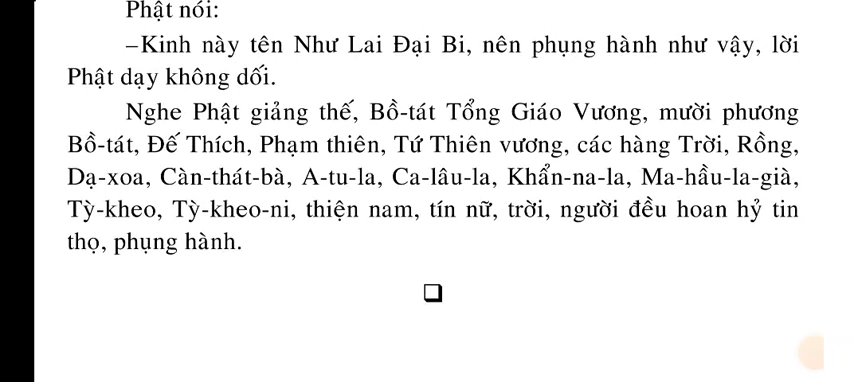 Phật nói:
–Kinh này tên Như Lai Đại Bi, nên phụng hành như vậy, lời
Phật dạy không dối.
Nghe Phật giảng thế, Bồ-tát Tổng Giáo Vương, mười phương
Bồ-tát, Đế Thích, Phạm thiên, Tứ Thiên vương, các hàng Trời, Rồng,
Dạ-xoa, Càn-thát-bà, A-tu-la, Ca-lâu-la, Khẩn-na-la, Ma-hầu-la-già,
Tỳ-kheo, Tỳ-kheo-ni, thiện nam, tín nữ, trời, người đều hoan hỷ tin
thọ, phụng hành.